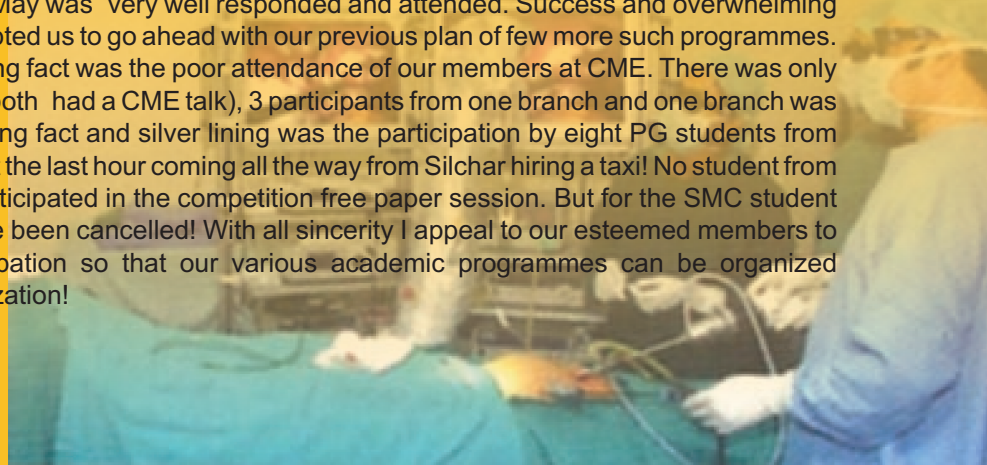 May was very well responded and attended. Success and overwhelming
pted us to go ahead with our previous plan of few more such programmes.
ng fact was the poor attendance of our members at CME. There was only
both had a CME talk), 3 participants from one branch and one branch was
ng fact and silver lining was the participation by eight PG students from
the last hour coming all the way from Silchar hiring a taxi! No student from
ticipated in the competition free paper session. But for the SMC student
e been cancelled! With all sincerity I appeal to our esteemed members to
pation so that our various academic programmes can be organized
zation!